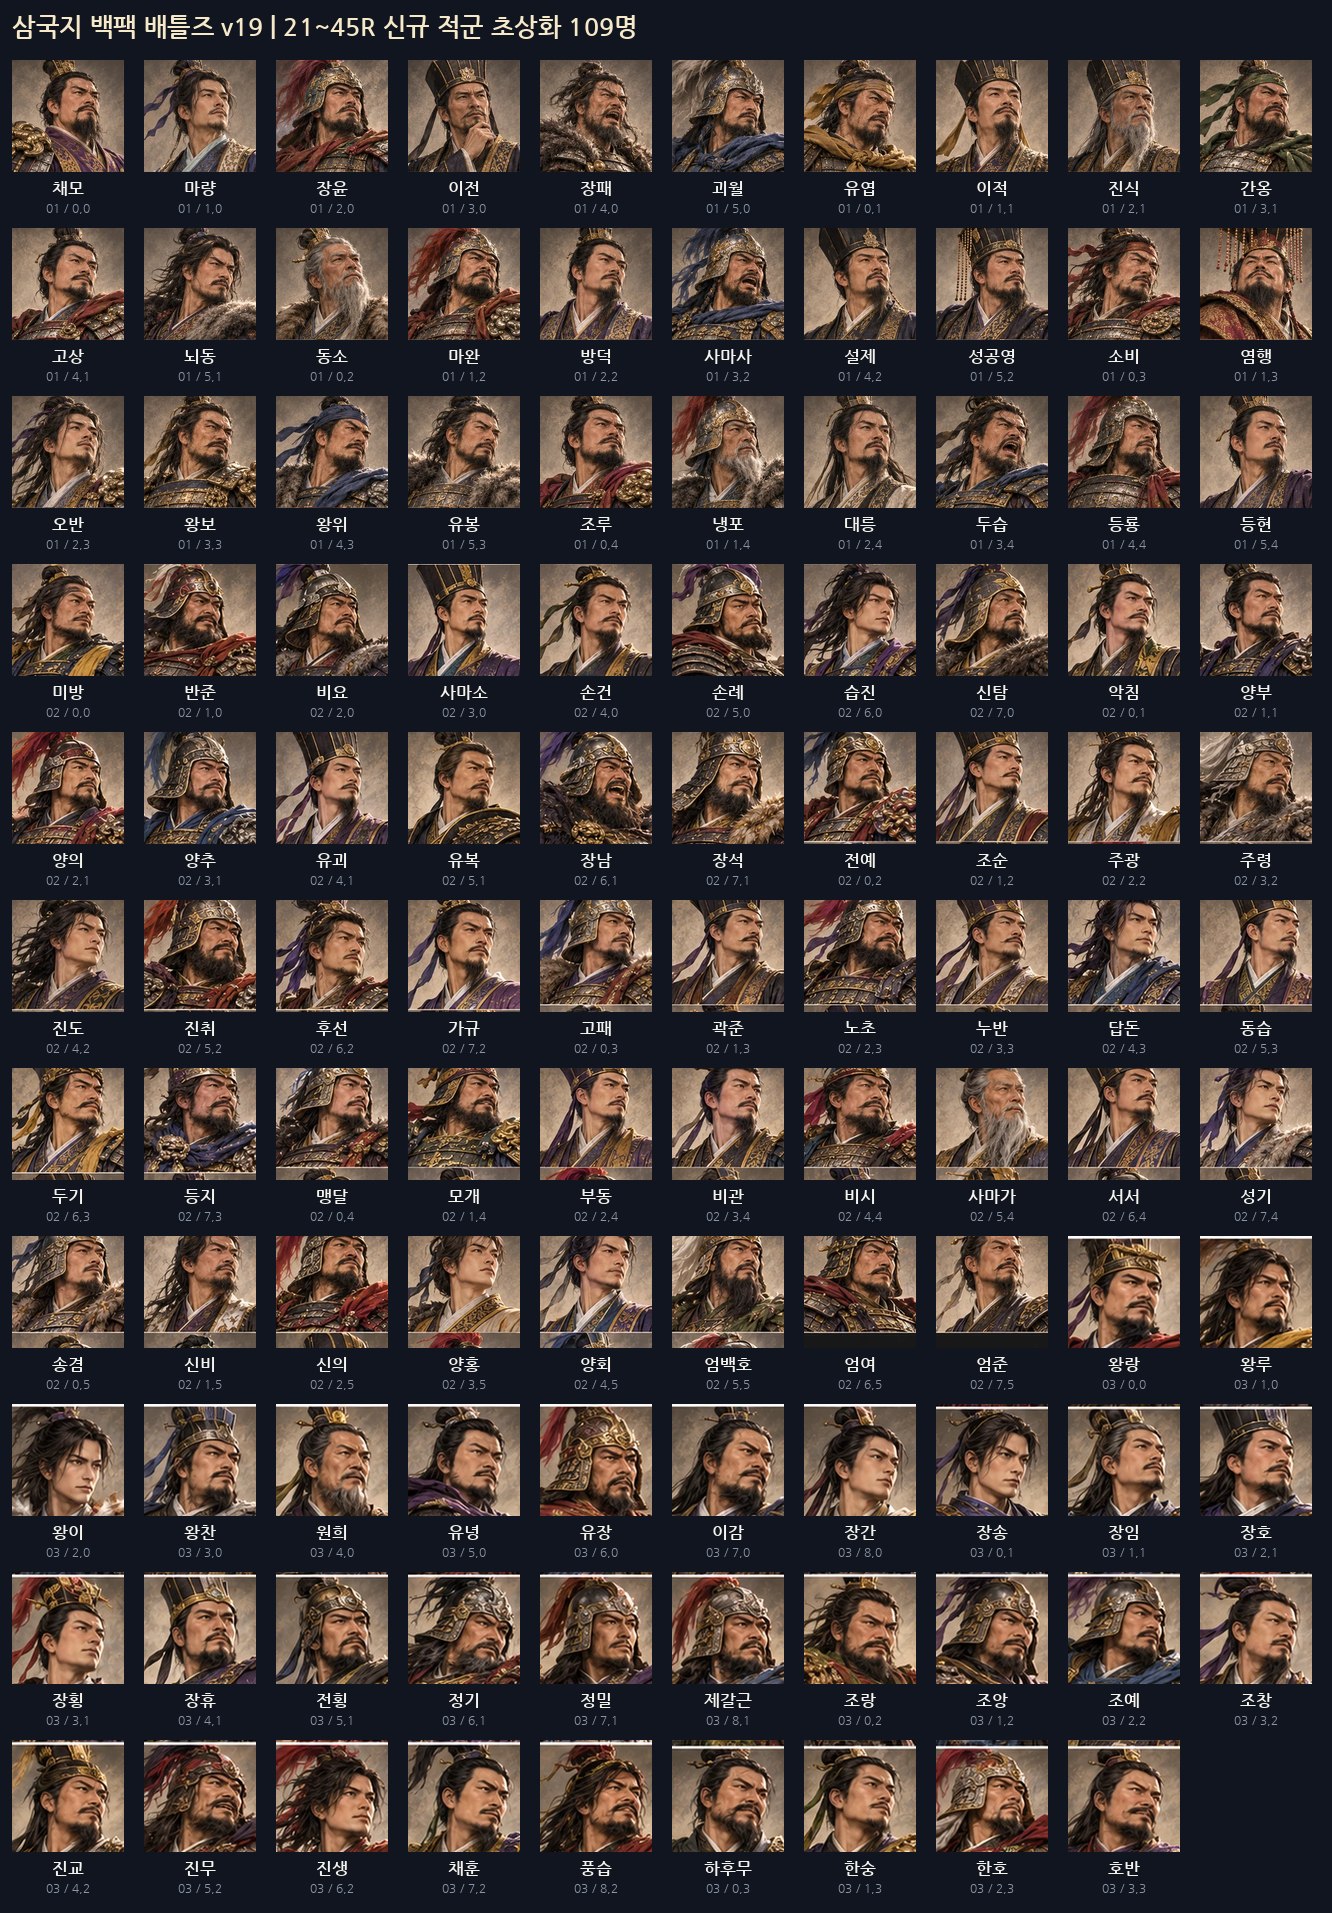 삼국지 백팩 배틀즈 v19 | 21~45R 신규 적군 초상화 109명
채모 마량 장윤 이전 장패 괴월 유엽 이적 진식 간옹
01 / 0,0 01 / 1,0 01 / 2,0 01 / 3,0 01 / 4,0 01 / 5,0 01 / 0,1 01 / 1,1 01 / 2,1 01 / 3,1
고상 뇌동 동소 마완 방덕 사마사 설제 성공영 소비 염행
01 / 4,1 01 / 5,1 01 / 0,2 01 / 1,2 01 / 2,2 01 / 3,2 01 / 4,2 01 / 5,2 01 / 0,3 01 / 1,3
오반 왕보 왕위 유봉 조루 냉포 대릉 두습 등룡 등현
01 / 2,3 01 / 3,3 01 / 4,3 01 / 5,3 01 / 0,4 01 / 1,4 01 / 2,4 01 / 3,4 01 / 4,4 01 / 5,4
미방 반준 비요 사마소 손건 손례 습진 신탐 악침 양부
02 / 0,0 02 / 1,0 02 / 2,0 02 / 3,0 02 / 4,0 02 / 5,0 02 / 6,0 02 / 7,0 02 / 0,1 02 / 1,1
양의 양추 유괴 유복 장남 장석 전예 조순 주광 주령
02 / 2,1 02 / 3,1 02 / 4,1 02 / 5,1 02 / 6,1 02 / 7,1 02 / 0,2 02 / 1,2 02 / 2,2 02 / 3,2
진도 진취 후선 가규 고패 곽준 노초 누반 답돈 동습
02 / 4,2 02 / 5,2 02 / 6,2 02 / 7,2 02 / 0,3 02 / 1,3 02 / 2,3 02 / 3,3 02 / 4,3 02 / 5,3
두기 등지 맹달 모개 부동 비관 비시 사마가 서서 성기
02 / 6,3 02 / 7,3 02 / 0,4 02 / 1,4 02 / 2,4 02 / 3,4 02 / 4,4 02 / 5,4 02 / 6,4 02 / 7,4
송겸 신비 신의 양홍 양회 엄백호 엄여 엄준 왕랑 왕루
02 / 0,5 02 / 1,5 02 / 2,5 02 / 3,5 02 / 4,5 02 / 5,5 02 / 6,5 02 / 7,5 03 / 0,0 03 / 1,0
왕이 왕찬 원희 유녕 유장 이감 장간 장송 장임 장호
03 / 2,0 03 / 3,0 03 / 4,0 03 / 5,0 03 / 6,0 03 / 7,0 03 / 8,0 03 / 0,1 03 / 1,1 03 / 2,1
장횡 장휴 전횡 정기 정밀 제갈근 조랑 조앙 조예 조창
03 / 3,1 03 / 4,1 03 / 5,1 03 / 6,1 03 / 7,1 03 / 8,1 03 / 0,2 03 / 1,2 03 / 2,2 03 / 3,2
진교 진무 진생 채훈 풍습 하후무 한숭 한호 호반
03 / 4,2 03 / 5,2 03 / 6,2 03 / 7,2 03 / 8,2 03 / 0,3 03 / 1,3 03 / 2,3 03 / 3,3